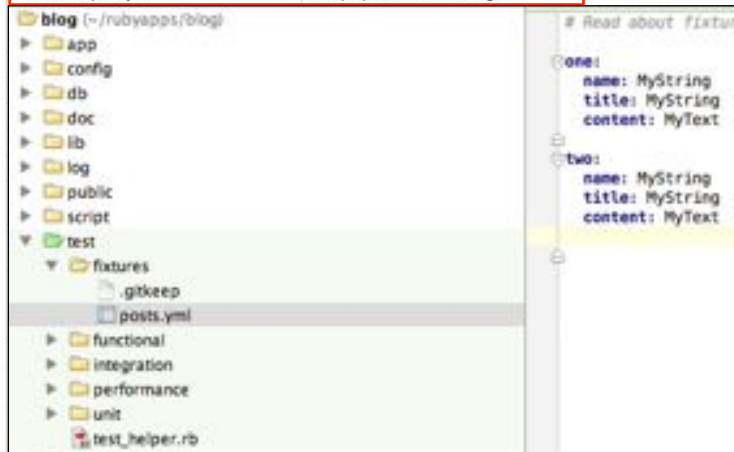 blog (~/rubyapps/blog)
app
config
db
doc
lib
log
public
script
test
fixtures
.gitkeep
posts.yml
functional
integration
performance
unit
test_helper.rb
# Read about fixtur
one:
name: MyString
title: MyString
content: MyText
two:
name: MyString
title: MyString
content: MyText